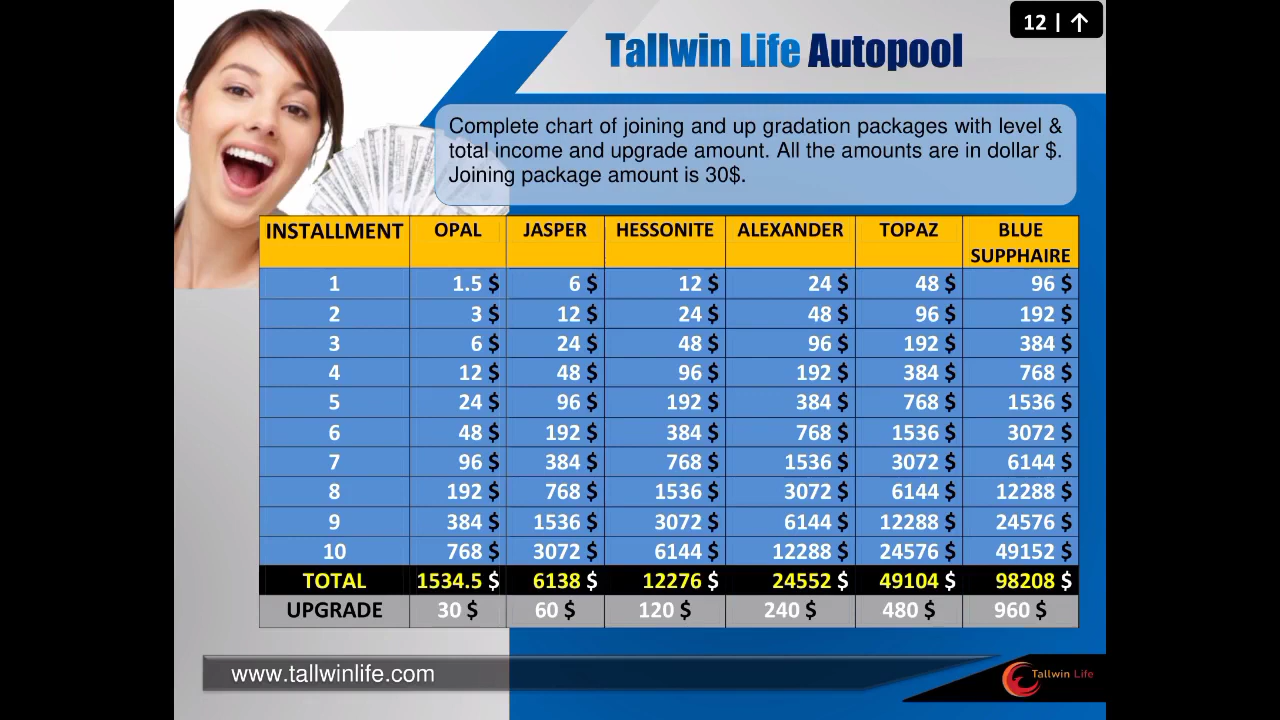 12 | ↑
Tallwin Life Autopool
Complete chart of joining and up gradation packages with level &
total income and upgrade amount. All the amounts are in dollar $.
Joining package amount is 30$.
INSTALLMENT OPAL JASPER HESSONITE ALEXANDER TOPAZ BLUE
SUPPHAIRE
1 1.5 $ 6 $ 12 $ 24 $ 48 $ 96 $
2 3 $ 12 $ 24 $ 48 $ 96 $ 192 $
3 6 $ 24 $ 48 $ 96 $ 192 $ 384 $
4 12 $ 48 $ 96 $ 192 $ 384 $ 768 $
5 24 $ 96 $ 192 $ 384 $ 768 $ 1536 $
6 48 $ 192 $ 384 $ 768 $ 1536 $ 3072 $
7 96 $ 384 $ 768 $ 1536 $ 3072 $ 6144 $
8 192 $ 768 $ 1536 $ 3072 $ 6144 $ 12288 $
9 384 $ 1536 $ 3072 $ 6144 $ 12288 $ 24576 $
10 768 $ 3072 $ 6144 $ 12288 $ 24576 $ 49152 $
TOTAL 1534.5 $ 6138 $ 12276 $ 24552 $ 49104 $ 98208 $
UPGRADE 30 $ 60 $ 120 $ 240 $ 480 $ 960 $
www.tallwinlife.com
Tallwin Life